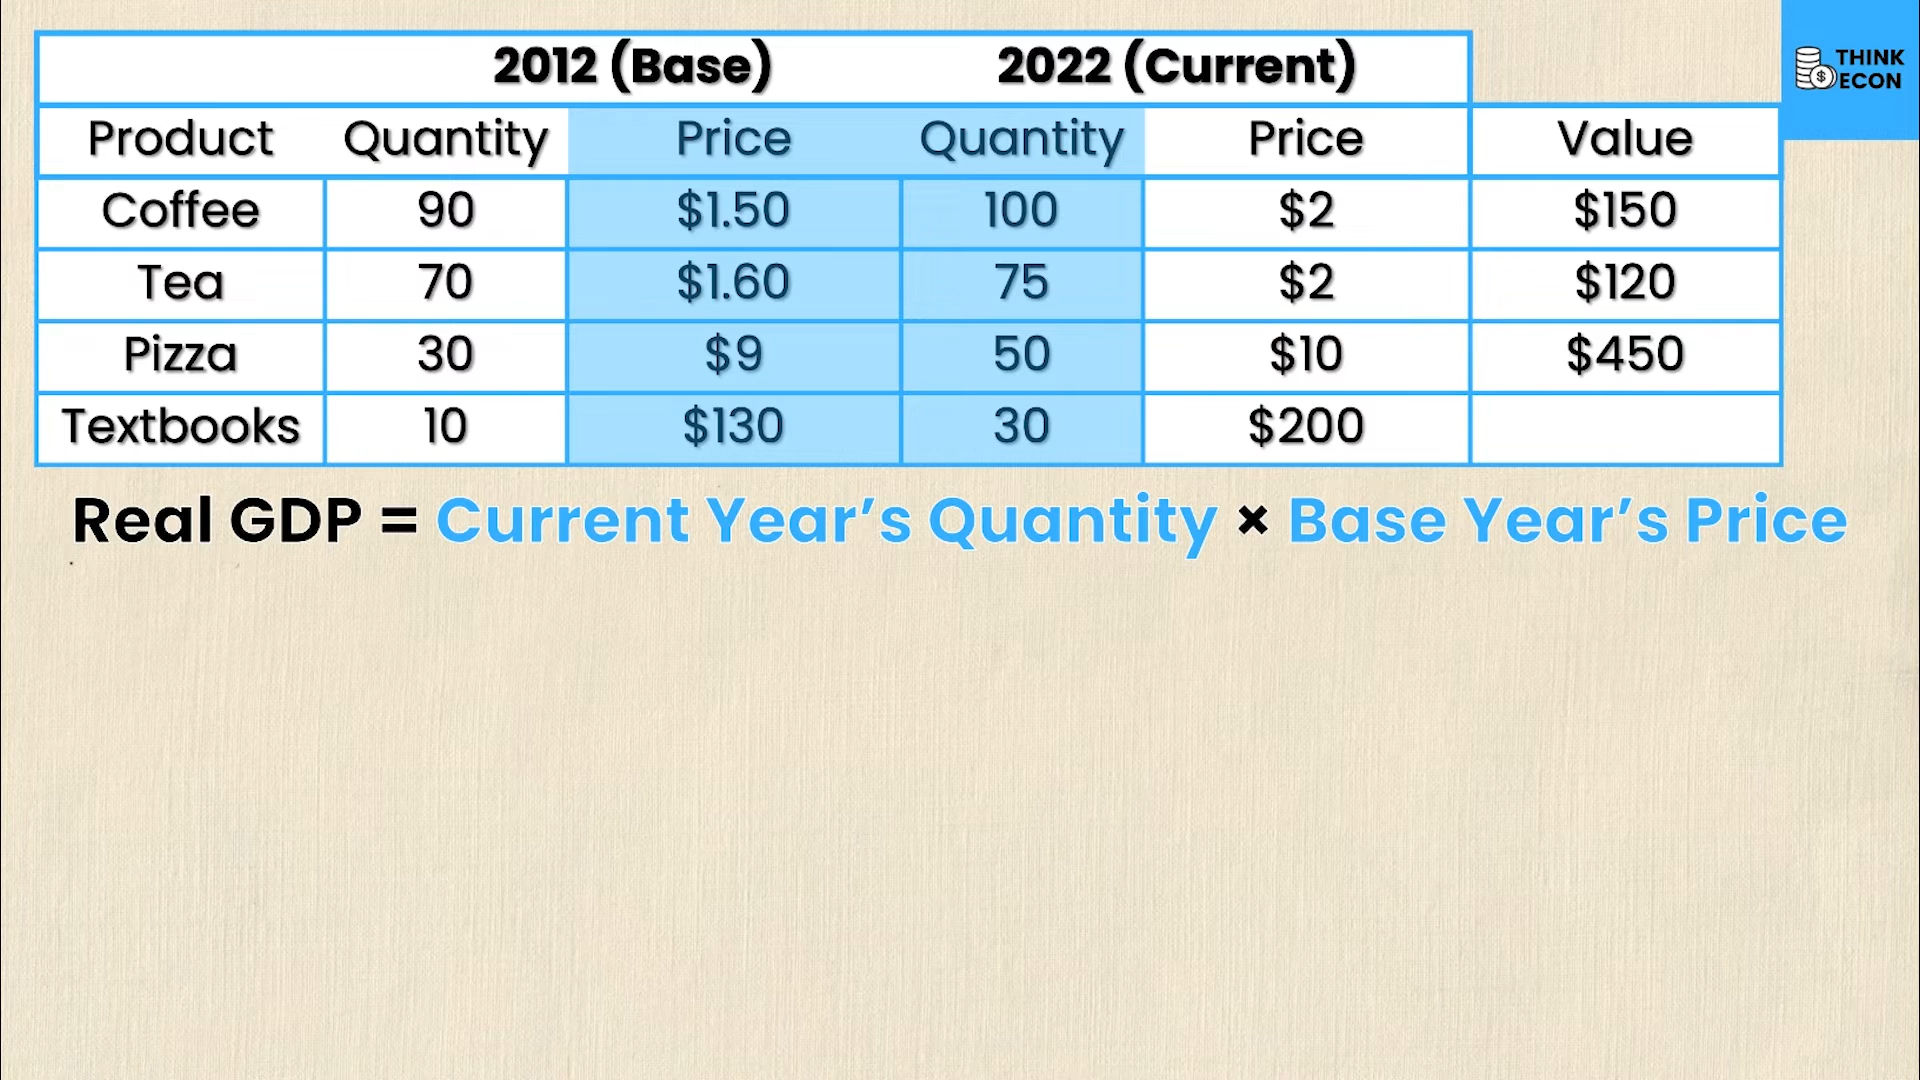 2012 (Base) 2022 (Current)
THINK
ECON
Product Quantity Price Quantity Price Value
Coffee 90 $1.50 100 $2 $150
Tea 70 $1.60 75 $2 $120
Pizza 30 $9 50 $10 $450
Textbooks 10 $130 30 $200
Real GDP = Current Year’s Quantity × Base Year’s Price